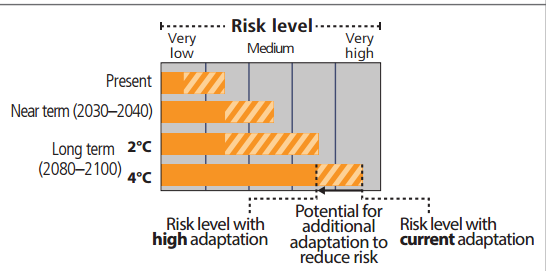 Risk level
Very low
Medium
Very high
Present
Near term (2030–2040)
Long term (2080–2100)
2°C
4°C
Risk level with high adaptation
Potential for additional adaptation to reduce risk
Risk level with current adaptation